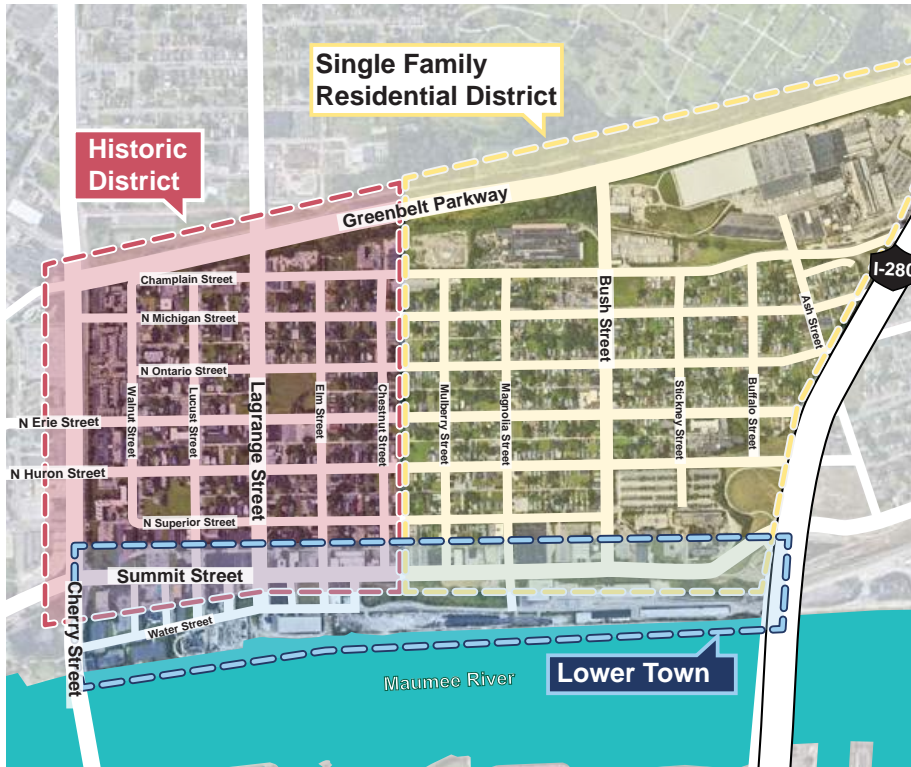 Single Family
Residential District
Historic
District
Greenbelt Parkway
I-280
Champlain Street
Bush Street
Ash Street
N Michigan Street
N Ontario Street
Walnut Street
Lucust Street
Lagrange Street
Elm Street
Chestnut Street
Mulberry Street
Magnolia Street
Stickney Street
Buffalo Street
N Erie Street
N Huron Street
N Superior Street
Summit Street
Cherry Street
Water Street
Lower Town
Maumee River